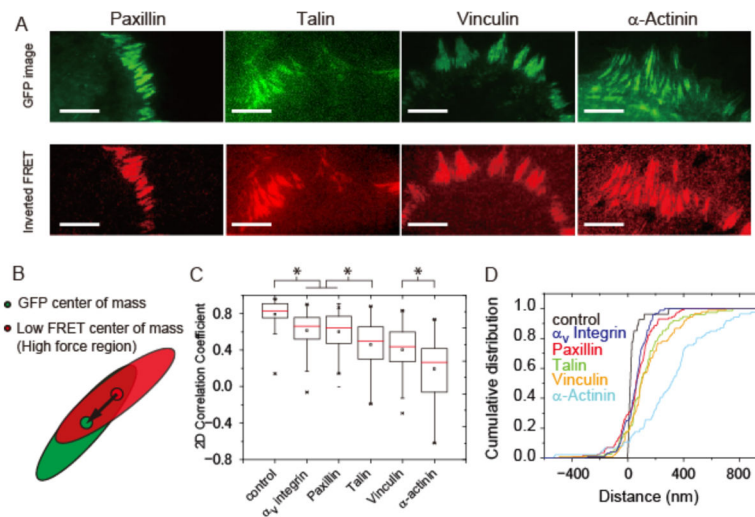 A
Paxillin Talin Vinculin α-Actinin
GFP image
Inverted FRET
B
GFP center of mass
Low FRET center of mass
(High force region)
C
2D Correlation Coefficient
0.8
0.4
0.0
−0.4
−0.8
* * *
control αv integrin Paxillin Talin Vinculin α-actinin
D
Cumulative distribution
1.0
0.8
0.6
0.4
0.2
0.0
control
αv Integrin
Paxillin
Talin
Vinculin
α-Actinin
−400 0 400 800
Distance (nm)